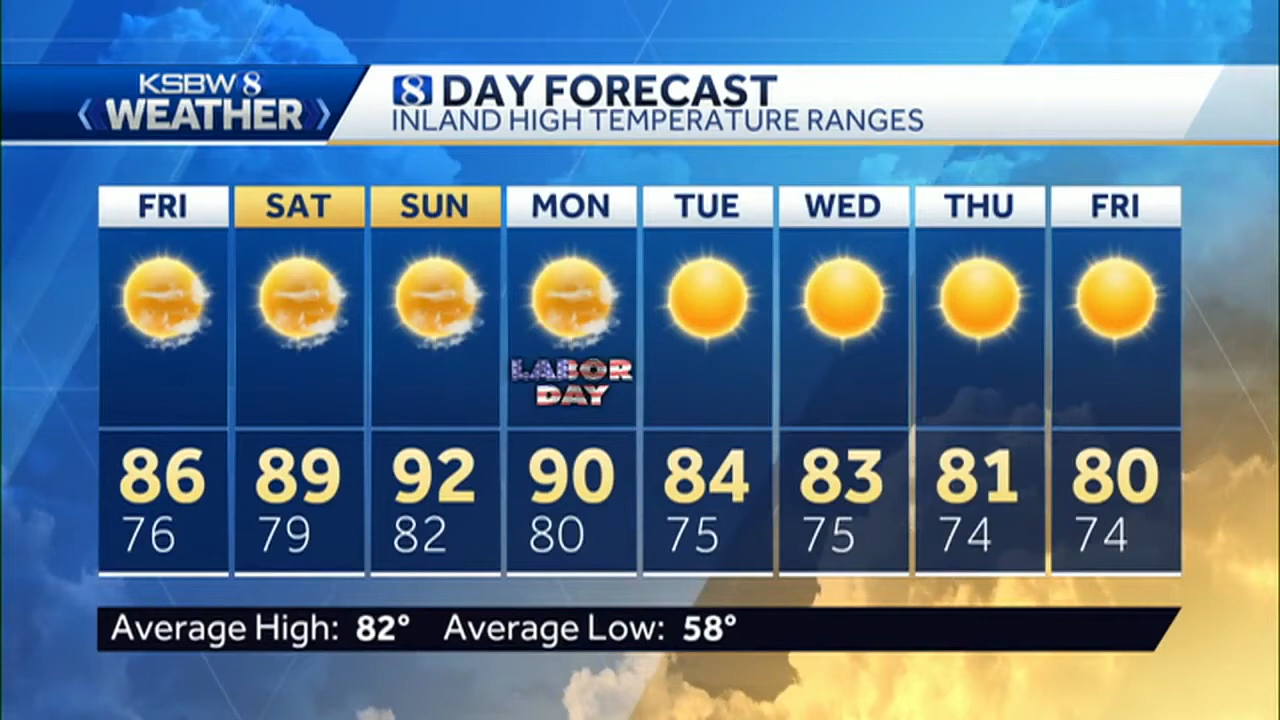 KSBW 8
WEATHER
8 DAY FORECAST
INLAND HIGH TEMPERATURE RANGES
FRI SAT SUN MON TUE WED THU FRI
LABOR
DAY
86 89 92 90 84 83 81 80
76 79 82 80 75 75 74 74
Average High: 82° Average Low: 58°